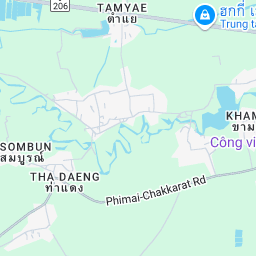 206
TAMYAE
ตำแย
ฮกกี่ เ
Trung t
KHAM
ขาม
Công vi
SOMBUN
สมบูรณ์
THA DAENG
ท่าแดง
Phimai-Chakkarat Rd